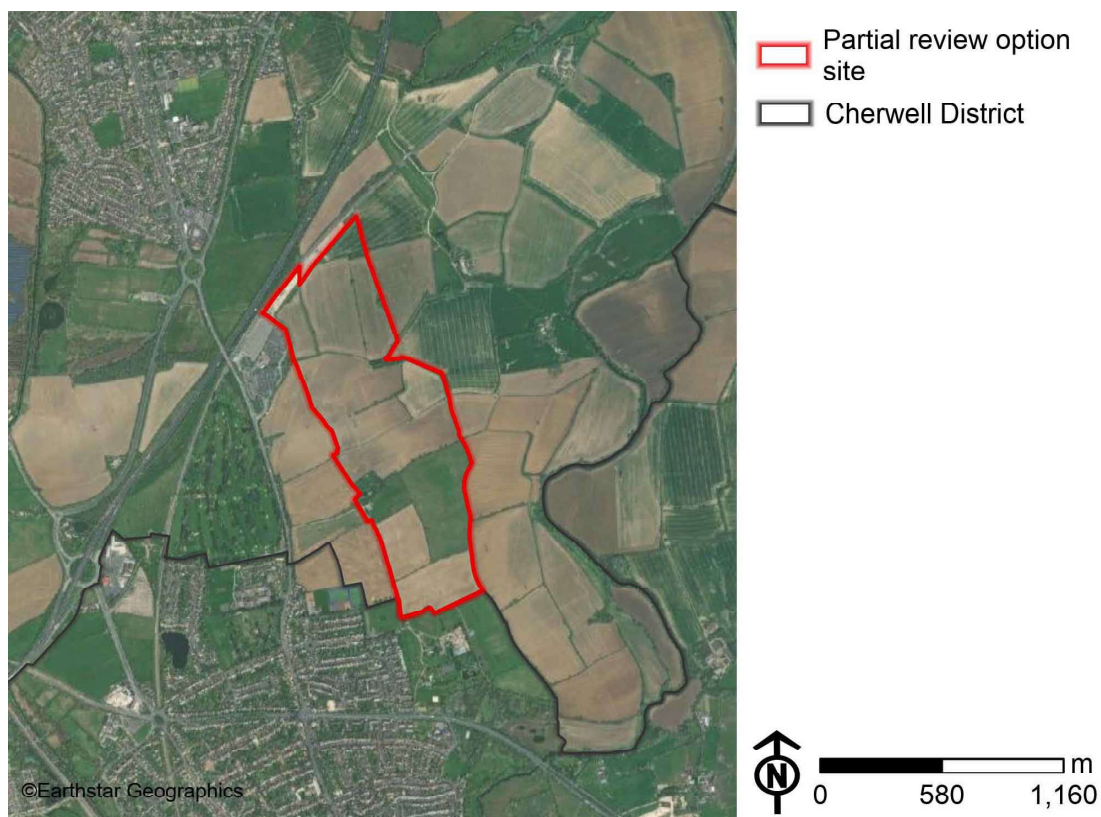 Partial review option
site
Cherwell District
©Earthstar Geographics
N
m
0 580 1,160